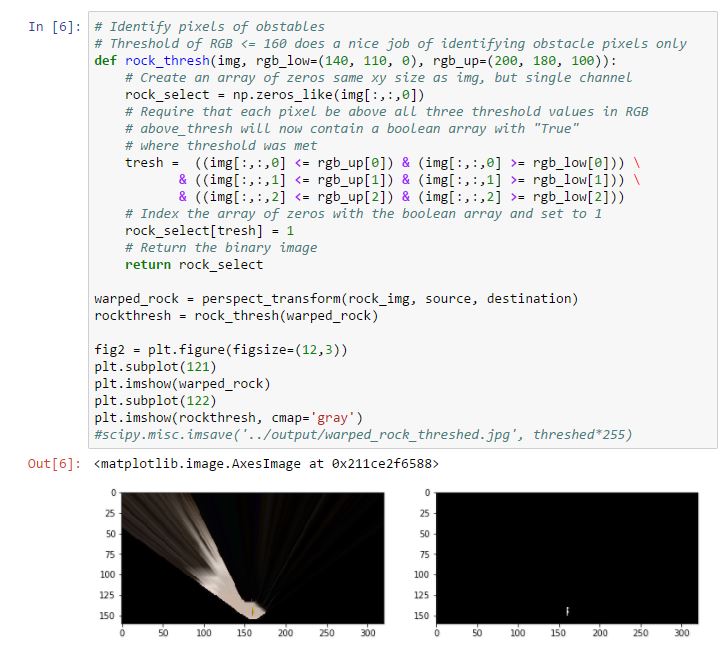 In [6]:
# Identify pixels of obstables
# Threshold of RGB <= 160 does a nice job of identifying obstacle pixels only
def rock_thresh(img, rgb_low=(140, 110, 0), rgb_up=(200, 180, 100)):
    # Create an array of zeros same xy size as img, but single channel
    rock_select = np.zeros_like(img[:,:,0])
    # Require that each pixel be above all three threshold values in RGB
    # above_thresh will now contain a boolean array with "True"
    # where threshold was met
    tresh =  ((img[:,:,0] <= rgb_up[0]) & (img[:,:,0] >= rgb_low[0])) \
           & ((img[:,:,1] <= rgb_up[1]) & (img[:,:,1] >= rgb_low[1])) \
           & ((img[:,:,2] <= rgb_up[2]) & (img[:,:,2] >= rgb_low[2]))
    # Index the array of zeros with the boolean array and set to 1
    rock_select[tresh] = 1
    # Return the binary image
    return rock_select
warped_rock = perspect_transform(rock_img, source, destination)
rockthresh = rock_thresh(warped_rock)
fig2 = plt.figure(figsize=(12,3))
plt.subplot(121)
plt.imshow(warped_rock)
plt.subplot(122)
plt.imshow(rockthresh, cmap='gray')
#scipy.misc.imsave('../output/warped_rock_threshed.jpg', threshed*255)
Out[6]: <matplotlib.image.AxesImage at 0x211ce2f6588>
0
25
50
75
100
125
150
0 50 100 150 200 250 300
0
25
50
75
100
125
150
0 50 100 150 200 250 300